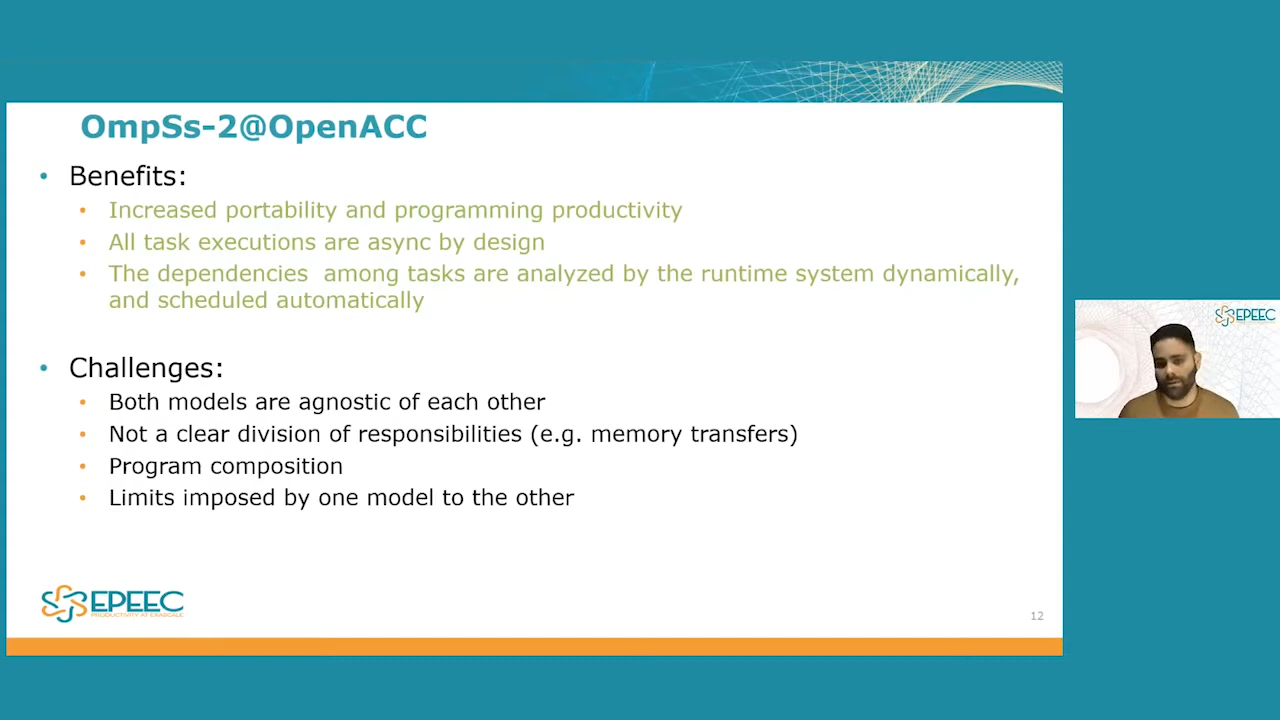 OmpSs-2@OpenACC
• Benefits:
• Increased portability and programming productivity
• All task executions are async by design
• The dependencies  among tasks are analyzed by the runtime system dynamically,
and scheduled automatically
• Challenges:
• Both models are agnostic of each other
• Not a clear division of responsibilities (e.g. memory transfers)
• Program composition
• Limits imposed by one model to the other
EPEEC
PRODUCTIVITY AT EXASCALE
12
EPEEC